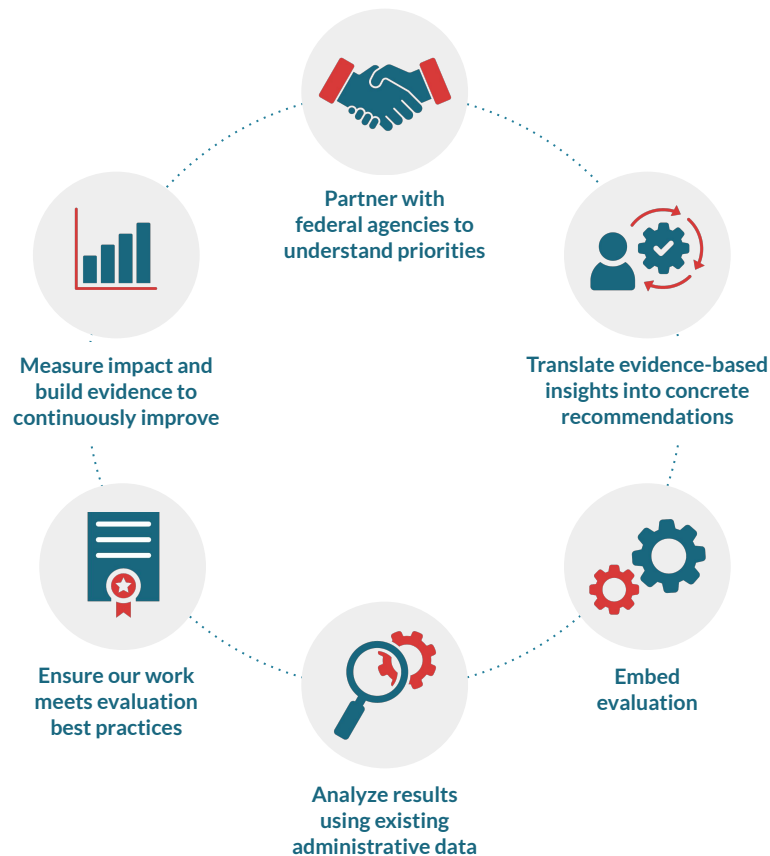 Partner with
federal agencies to
understand priorities
Translate evidence-based
insights into concrete
recommendations
Embed
evaluation
Analyze results
using existing
administrative data
Ensure our work
meets evaluation
best practices
Measure impact and
build evidence to
continuously improve